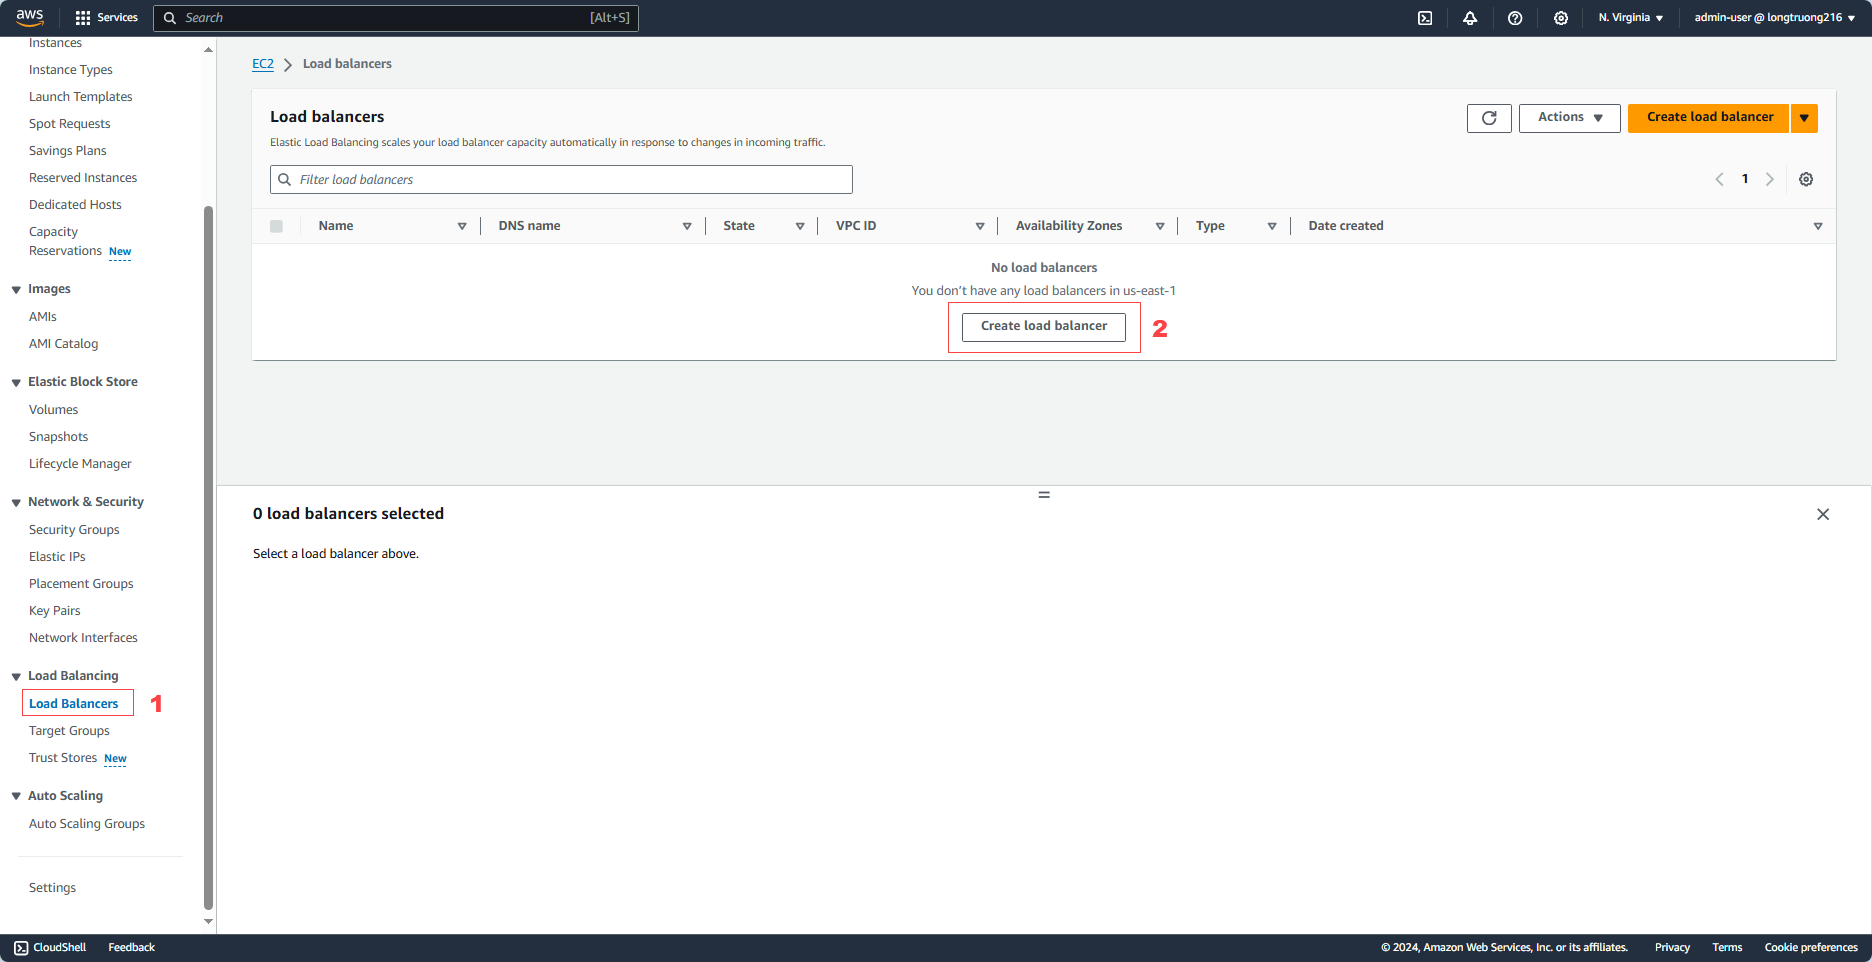 aws
Services
Search
[Alt+S]
N. Virginia
admin-user @ longtruong216
Instances
Instance Types
Launch Templates
Spot Requests
Savings Plans
Reserved Instances
Dedicated Hosts
Capacity
Reservations New
Images
AMIs
AMI Catalog
Elastic Block Store
Volumes
Snapshots
Lifecycle Manager
Network & Security
Security Groups
Elastic IPs
Placement Groups
Key Pairs
Network Interfaces
Load Balancing
Load Balancers 1
Target Groups
Trust Stores New
Auto Scaling
Auto Scaling Groups
Settings
EC2 Load balancers
Load balancers
Elastic Load Balancing scales your load balancer capacity automatically in response to changes in incoming traffic.
Actions
Create load balancer
Filter load balancers
1
Name DNS name State VPC ID Availability Zones Type Date created
No load balancers
You don't have any load balancers in us-east-1
Create load balancer 2
0 load balancers selected
Select a load balancer above.
CloudShell Feedback
© 2024, Amazon Web Services, Inc. or its affiliates. Privacy Terms Cookie preferences